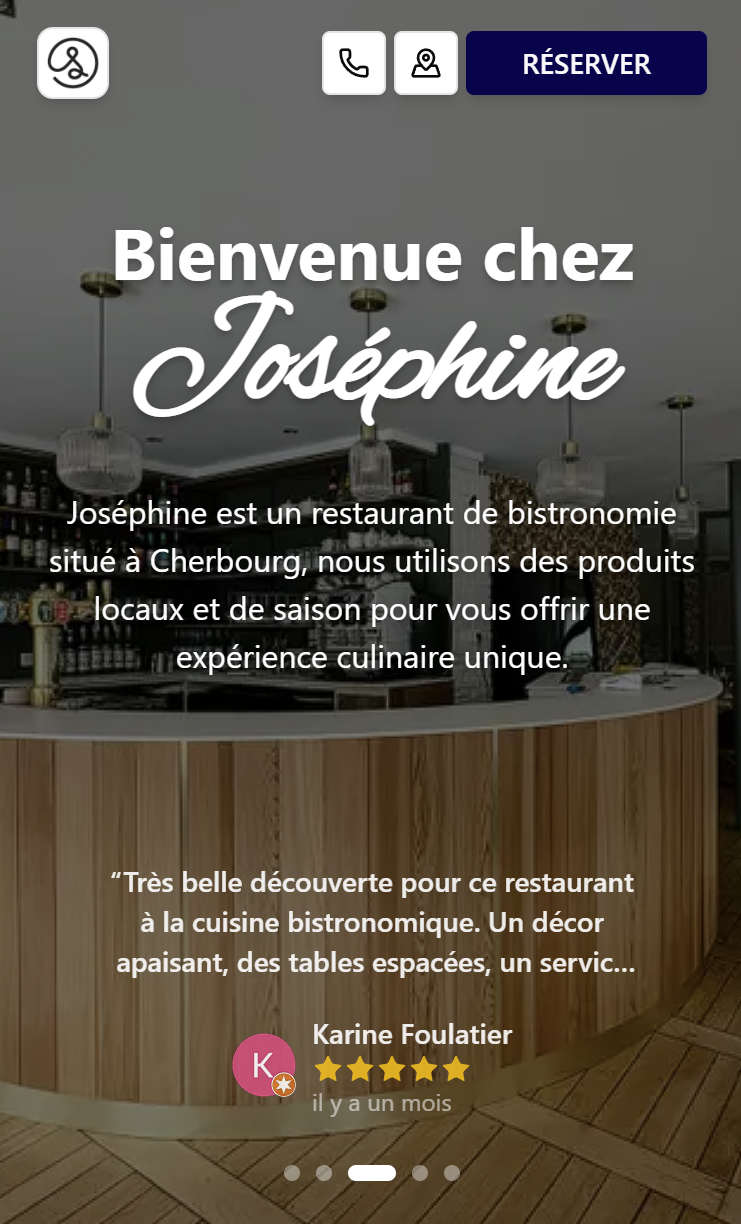 RÉSERVER
Bienvenue chez
Joséphine
Joséphine est un restaurant de bistronomie
situé à Cherbourg, nous utilisons des produits
locaux et de saison pour vous offrir une
expérience culinaire unique.
“Très belle découverte pour ce restaurant
à la cuisine bistronomique. Un décor
apaisant, des tables espacées, un servic...
Karine Foulatier
K
il y a un mois